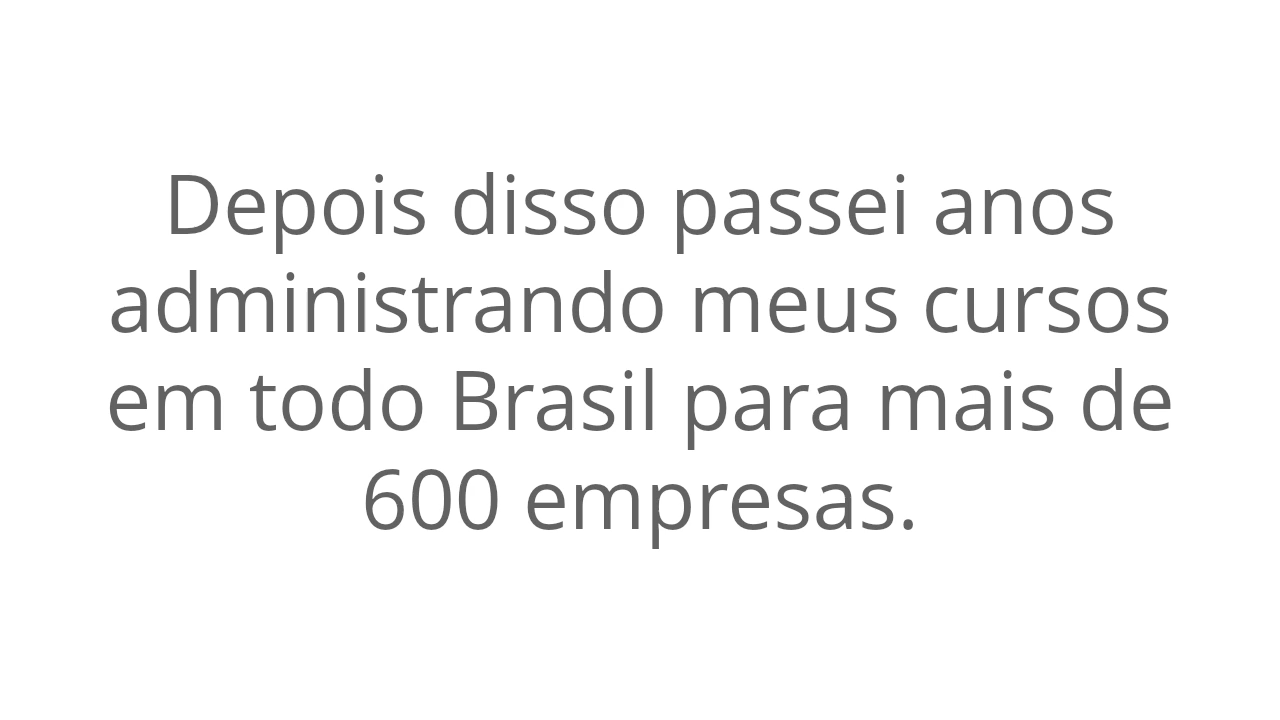 Depois disso passei anos
administrando meus cursos
em todo Brasil para mais de
600 empresas.